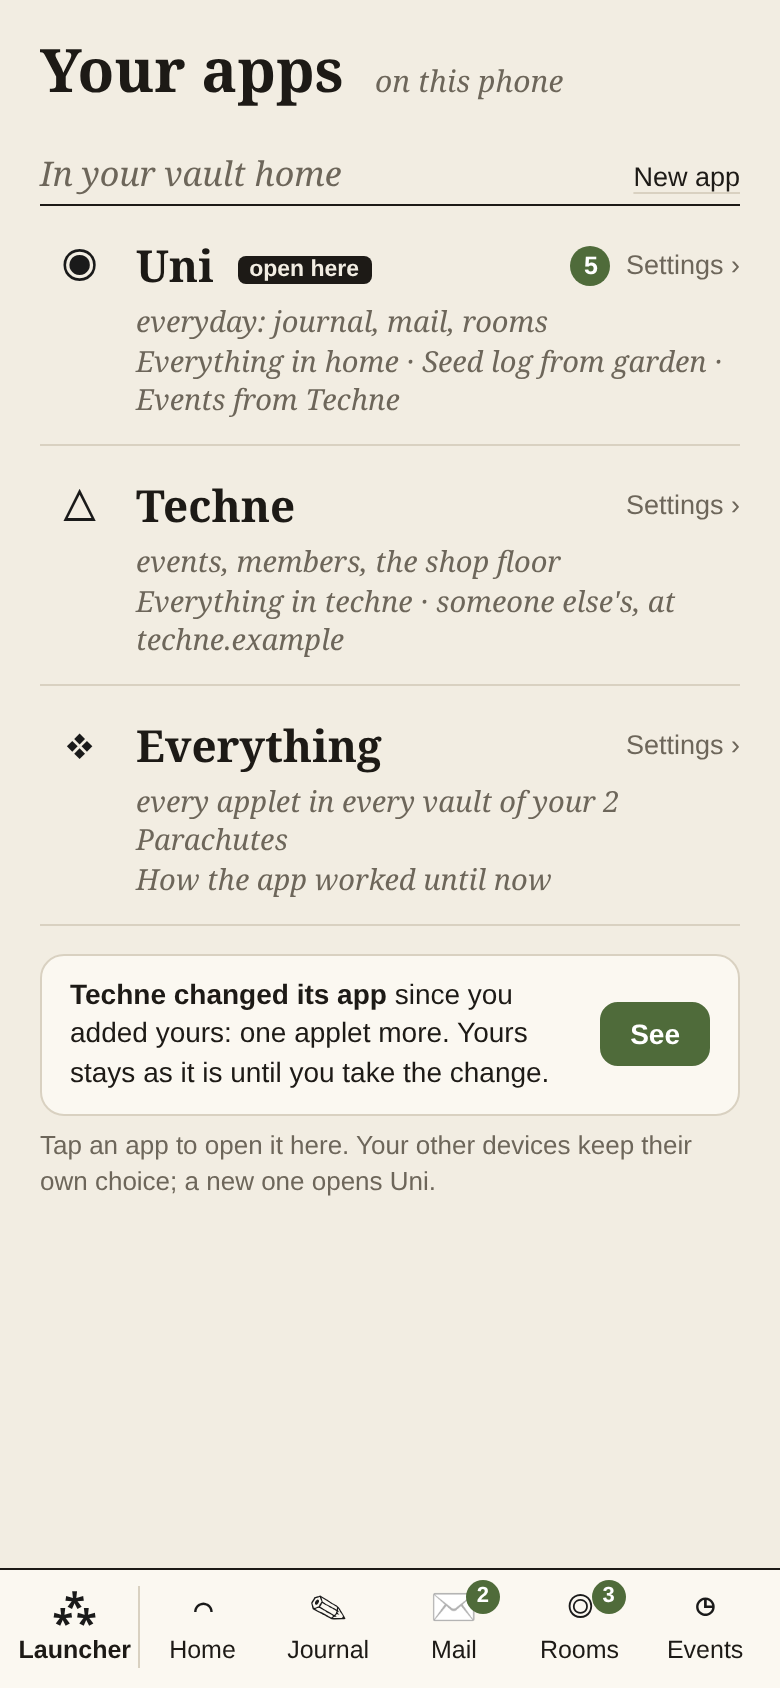 Your apps on this phone
In your vault home New app
Uni open here 5 Settings ›
everyday: journal, mail, rooms
Everything in home · Seed log from garden ·
Events from Techne
Techne Settings ›
events, members, the shop floor
Everything in techne · someone else's, at
techne.example
Everything Settings ›
every applet in every vault of your 2
Parachutes
How the app worked until now
Techne changed its app since you
added yours: one applet more. Yours
stays as it is until you take the change.
See
Tap an app to open it here. Your other devices keep their
own choice; a new one opens Uni.
2 3
Launcher Home Journal Mail Rooms Events